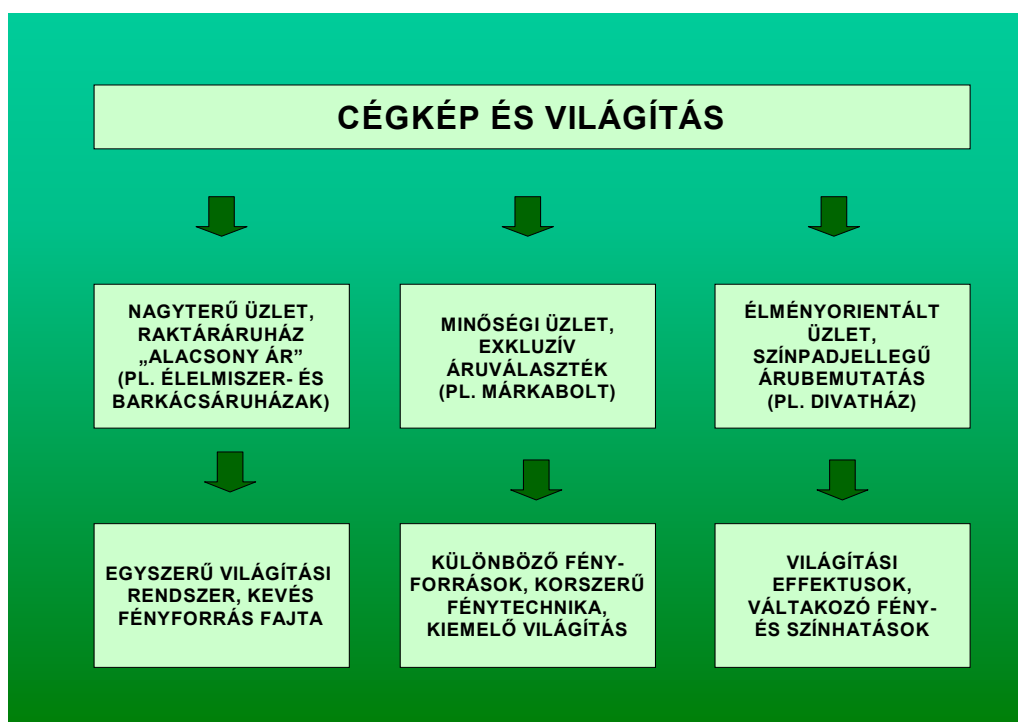 CÉGKÉP ÉS VILÁGÍTÁS
NAGYTERŰ ÜZLET,
RAKTÁRÁRUHÁZ
„ALACSONY ÁR”
(PL. ÉLELMISZER- ÉS
BARKÁCSÁRUHÁZAK)
MINŐSÉGI ÜZLET,
EXKLUZÍV
ÁRUVÁLASZTÉK
(PL. MÁRKABOLT)
ÉLMÉNYORIENTÁLT
ÜZLET,
SZÍNPADJELLEGŰ
ÁRUBEMUTATÁS
(PL. DIVATHÁZ)
EGYSZERŰ VILÁGÍTÁSI
RENDSZER, KEVÉS
FÉNYFORRÁS FAJTA
KÜLÖNBÖZŐ FÉNY-
FORRÁSOK, KORSZERŰ
FÉNYTECHNIKA,
KIEMELŐ VILÁGÍTÁS
VILÁGÍTÁSI
EFFEKTUSOK,
VÁLTAKOZÓ FÉNY-
ÉS SZÍNHATÁSOK